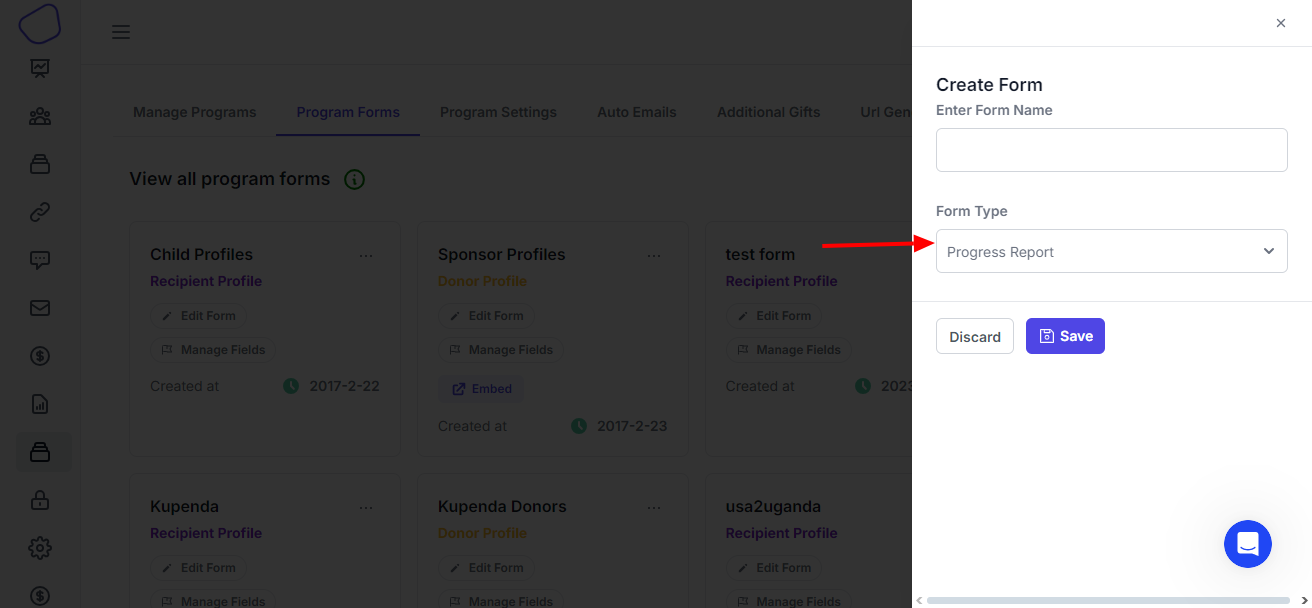 Manage Programs
Program Forms
Program Settings
Auto Emails
Additional Gifts
Url Gen
View all program forms
Child Profiles
...
Recipient Profile
Edit Form
Manage Fields
Created at
2017-2-22
Sponsor Profiles
...
Donor Profile
Edit Form
Manage Fields
Embed
Created at
2017-2-23
test form
Recipient Profile
Edit Form
Manage Fields
Created at
2023
Kupenda
...
Recipient Profile
Edit Form
Manage Fields
Kupenda Donors
...
Donor Profile
Edit Form
Manage Fields
usa2uganda
Recipient Profile
Edit Form
Manage Fields
Create Form
Enter Form Name
Form Type
Progress Report
Discard
Save